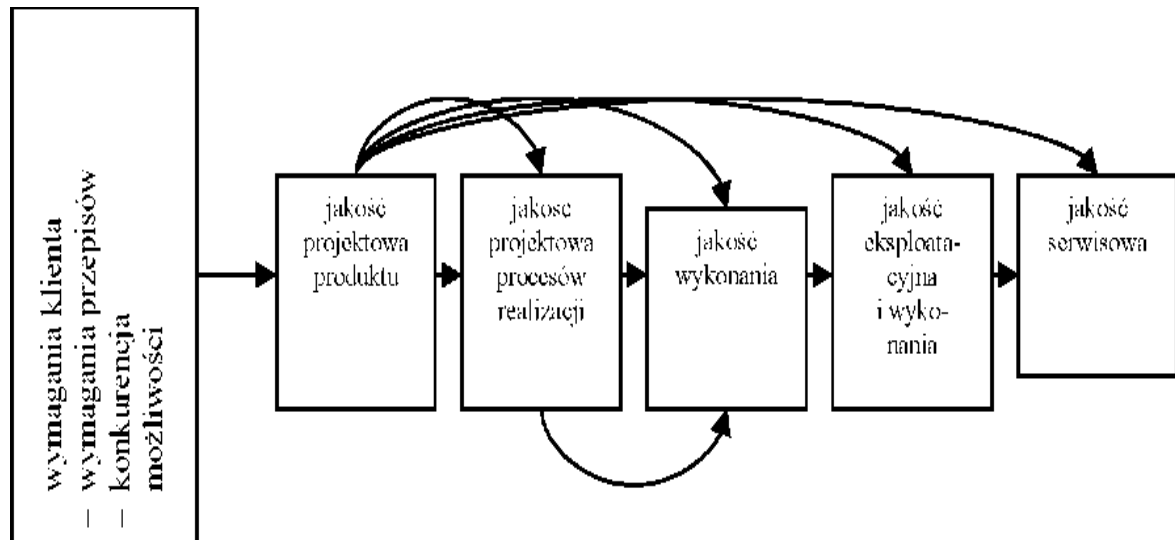 wymagania klienta
– wymagania przepisów
– konkurencja
możliwości
jakość
projektowa
produktu
jakosc
projektowa
procesów
realizacji
jakość
wykonania
jakość
eksploata-
cyjna
i wyko-
nania
jakość
serwisowa